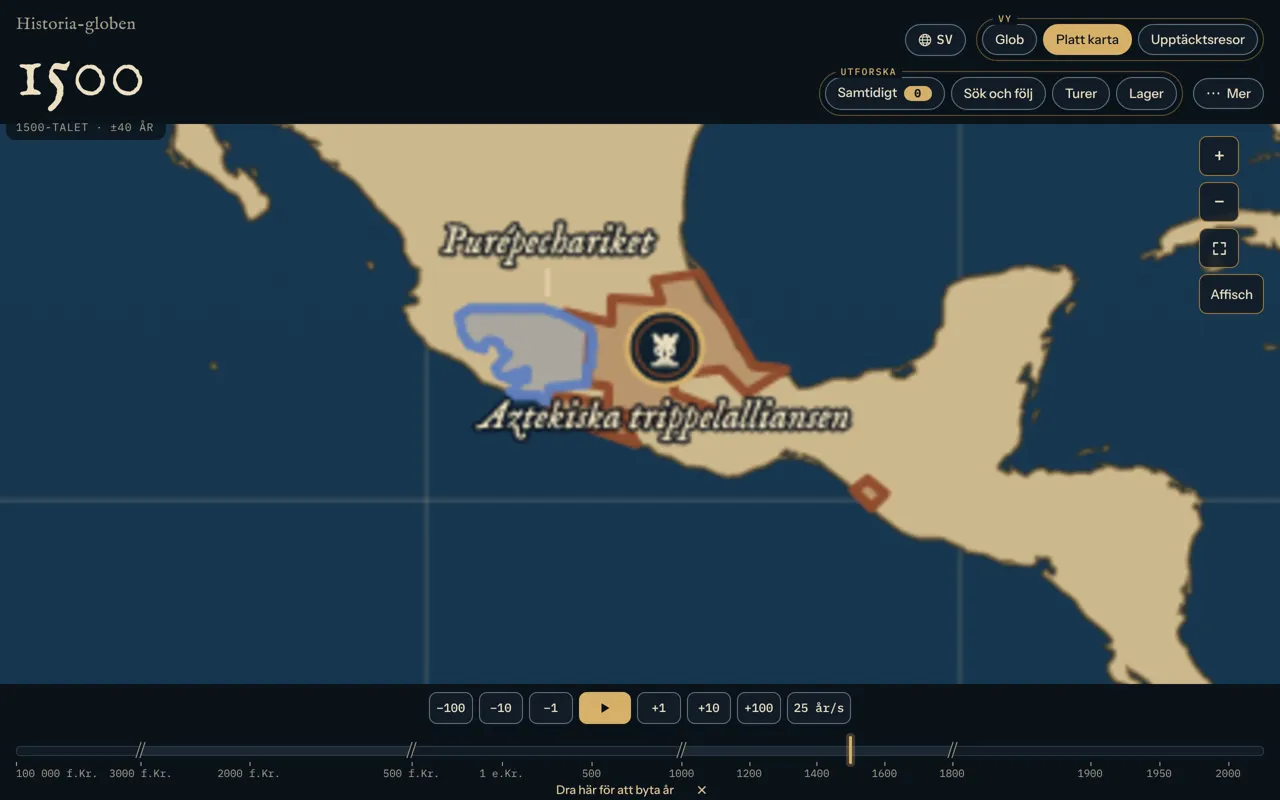 Historia-globen
1500
1500-TALET · ±40 ÅR
VY
SV
Glob
Platt karta
Upptäcktsresor
UTFORSKA
Samtidigt 0
Sök och följ
Turer
Lager
··· Mer
+
−
Affisch
Purépechariket
Aztekiska trippelalliansen
−100
−10
−1
+1
+10
+100
25 år/s
100 000 f.Kr.
3000 f.Kr.
2000 f.Kr.
500 f.Kr.
1 e.Kr.
500
1000
1200
1400
1600
1800
1900
1950
2000
Dra här för att byta år ×